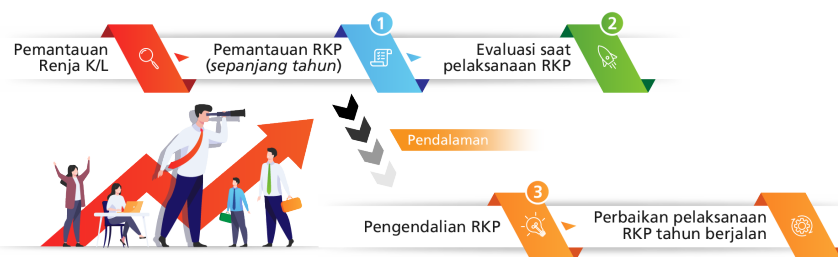 1
2
Pemantauan
Renja K/L
Pemantauan RKP
(sepanjang tahun)
Evaluasi saat
pelaksanaan RKP
Pendalaman
3
Pengendalian RKP
Perbaikan pelaksanaan
RKP tahun berjalan